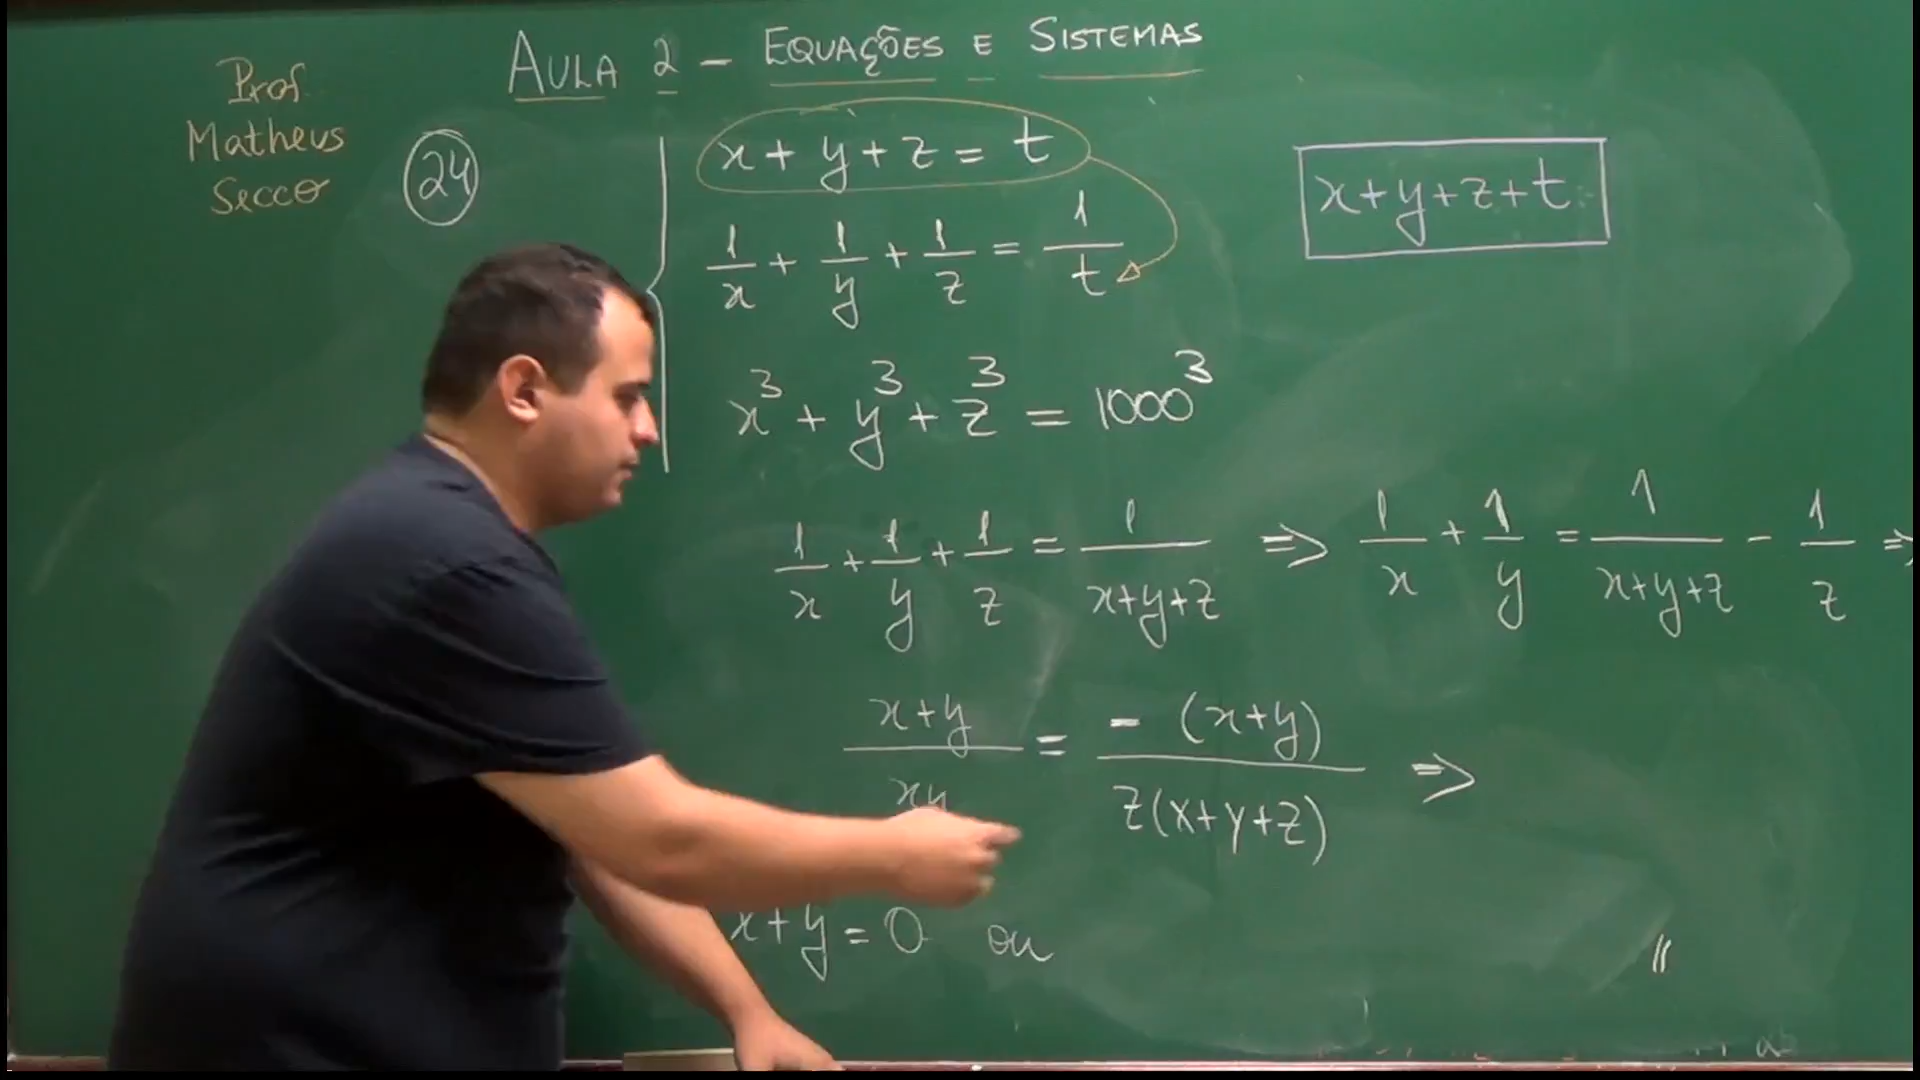 AULA 2 – EQUAÇÕES E SISTEMAS
Prof.
Matheus
Secco
24
x + y + z = t
1/x + 1/y + 1/z = 1/t
x³ + y³ + z³ = 1000³
x+y+z+t
1/x + 1/y + 1/z = 1/(x+y+z) ⇒ 1/x + 1/y = 1/(x+y+z) – 1/z ⇒
(x+y)/xy = –(x+y)/z(x+y+z) ⇒
x+y=0 ou